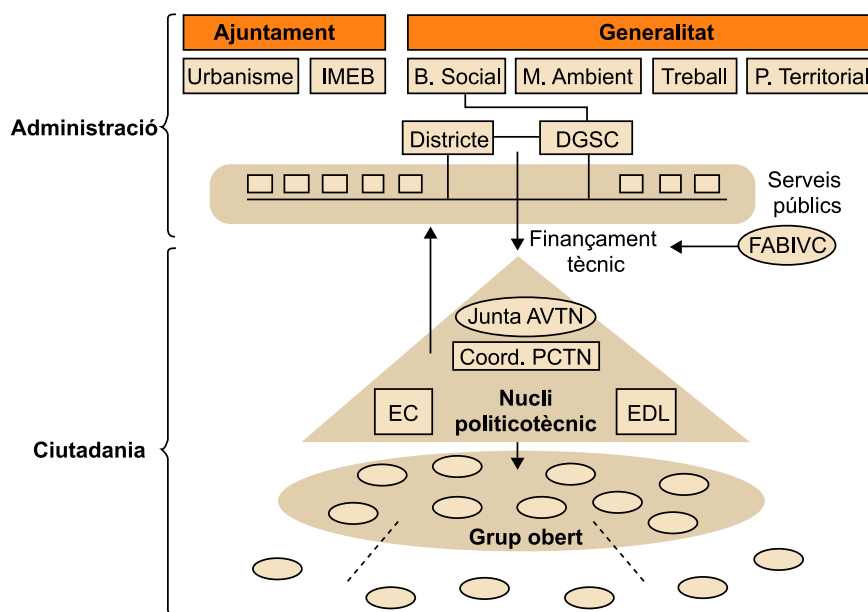 Ajuntament
Generalitat
Urbanisme
IMEB
B. Social
M. Ambient
Treball
P. Territorial
Administració
Districte
DGSC
Serveis
públics
Finançament
tècnic
FABIVC
Junta AVTN
Coord. PCTN
EC
Nucli
politicotècnic
EDL
Ciutadania
Grup obert